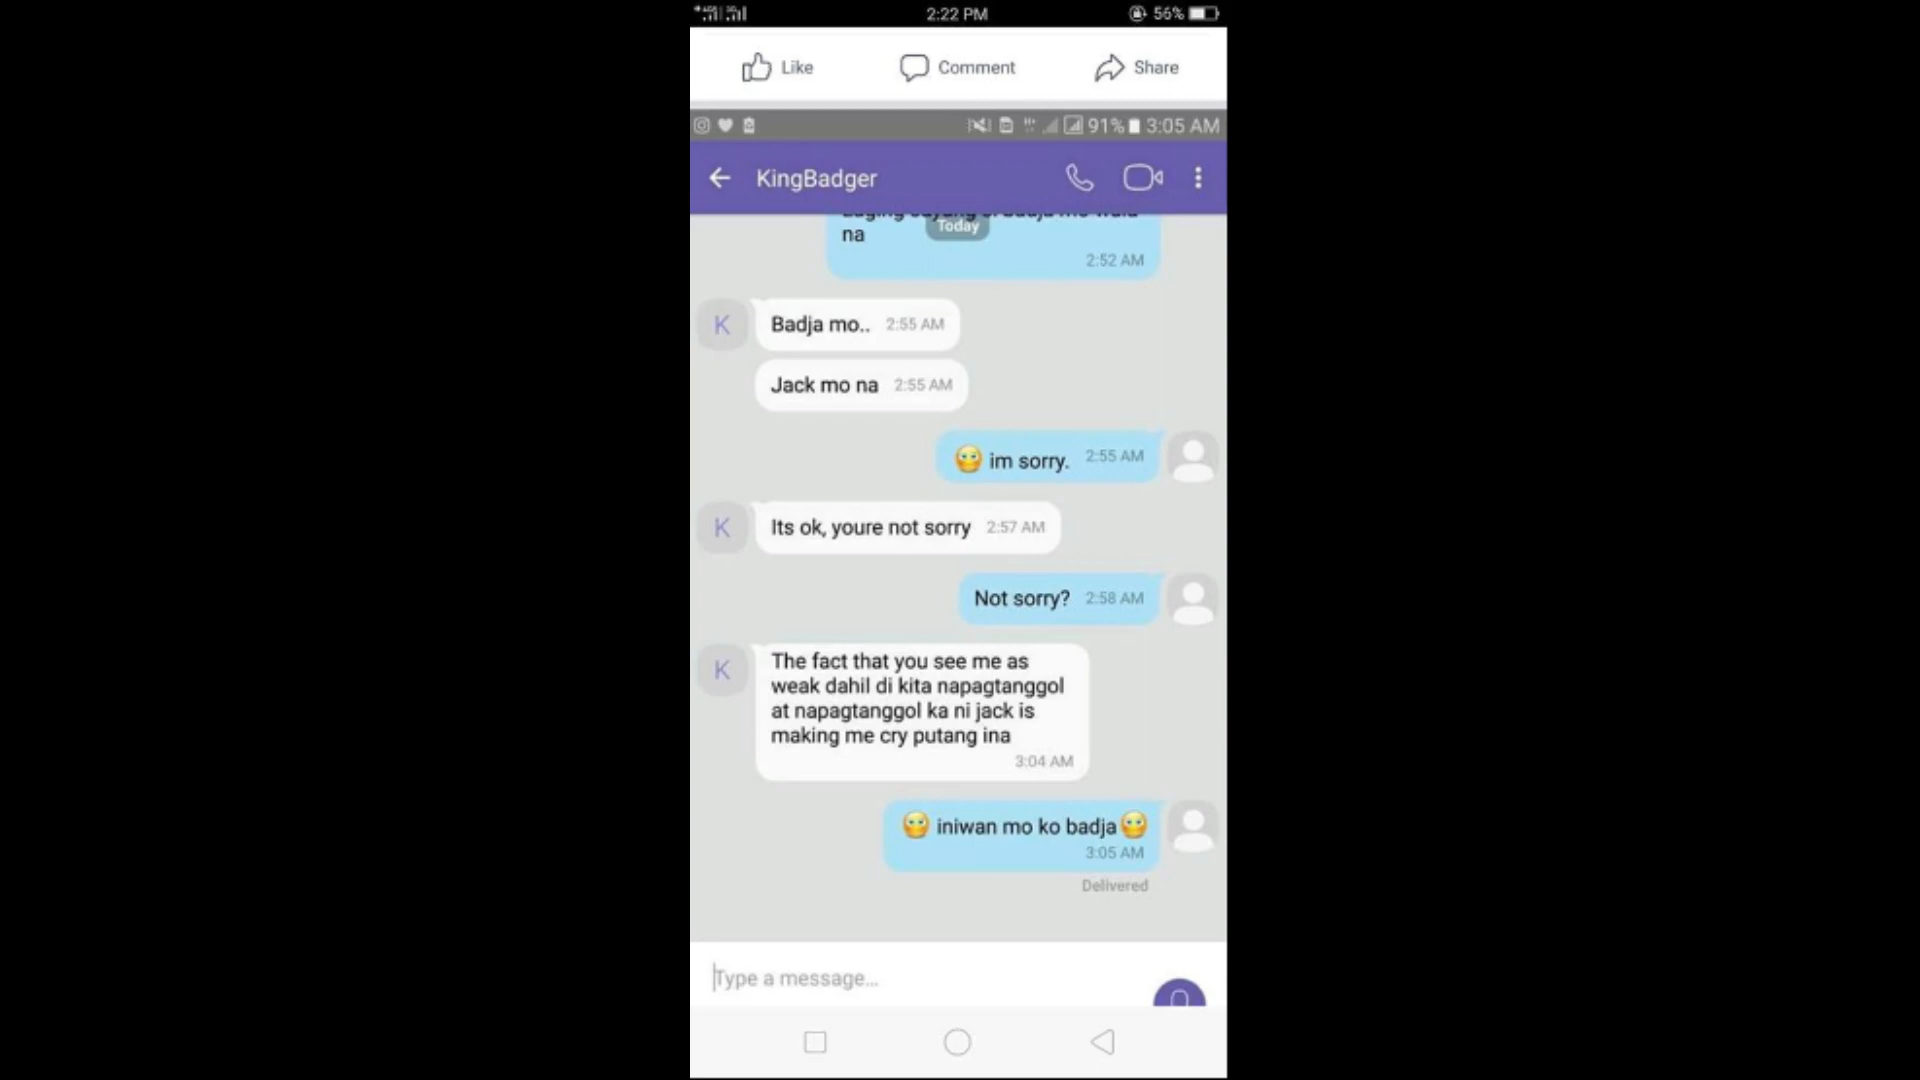 2:22 PM
56%
Like
Comment
Share
91%
3:05 AM
KingBadger
Today
na
2:52 AM
K
Badja mo..
2:55 AM
Jack mo na
2:55 AM
im sorry.
2:55 AM
K
Its ok, youre not sorry
2:57 AM
Not sorry?
2:58 AM
K
The fact that you see me as
weak dahil di kita napagtanggol
at napagtanggol ka ni jack is
making me cry putang ina
3:04 AM
iniwan mo ko badja
3:05 AM
Delivered
Type a message...